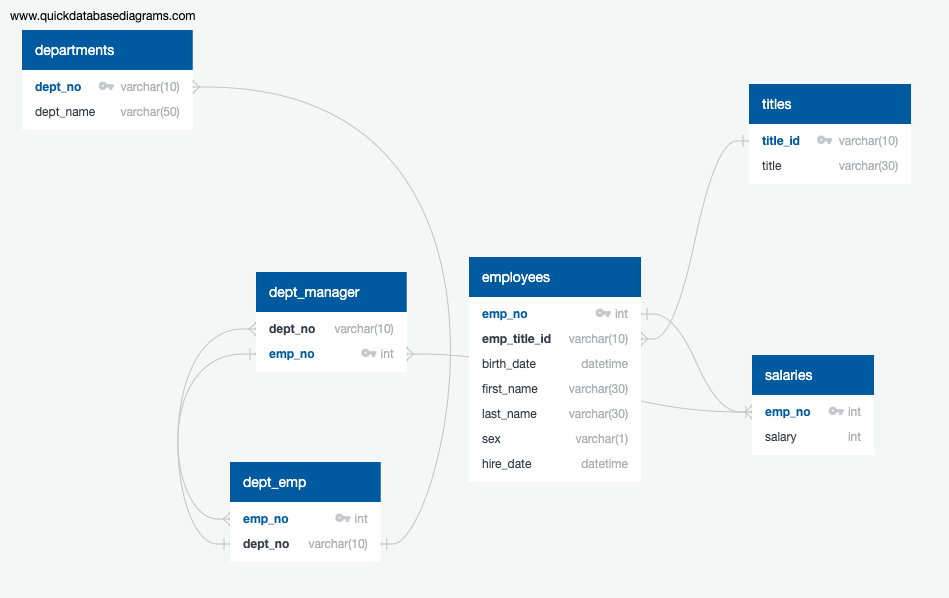 www.quickdatabasediagrams.com
departments
dept_no varchar(10)
dept_name varchar(50)
titles
title_id varchar(10)
title varchar(30)
employees
emp_no int
emp_title_id varchar(10)
birth_date datetime
first_name varchar(30)
last_name varchar(30)
sex varchar(1)
hire_date datetime
dept_manager
dept_no varchar(10)
emp_no int
salaries
emp_no int
salary int
dept_emp
emp_no int
dept_no varchar(10)